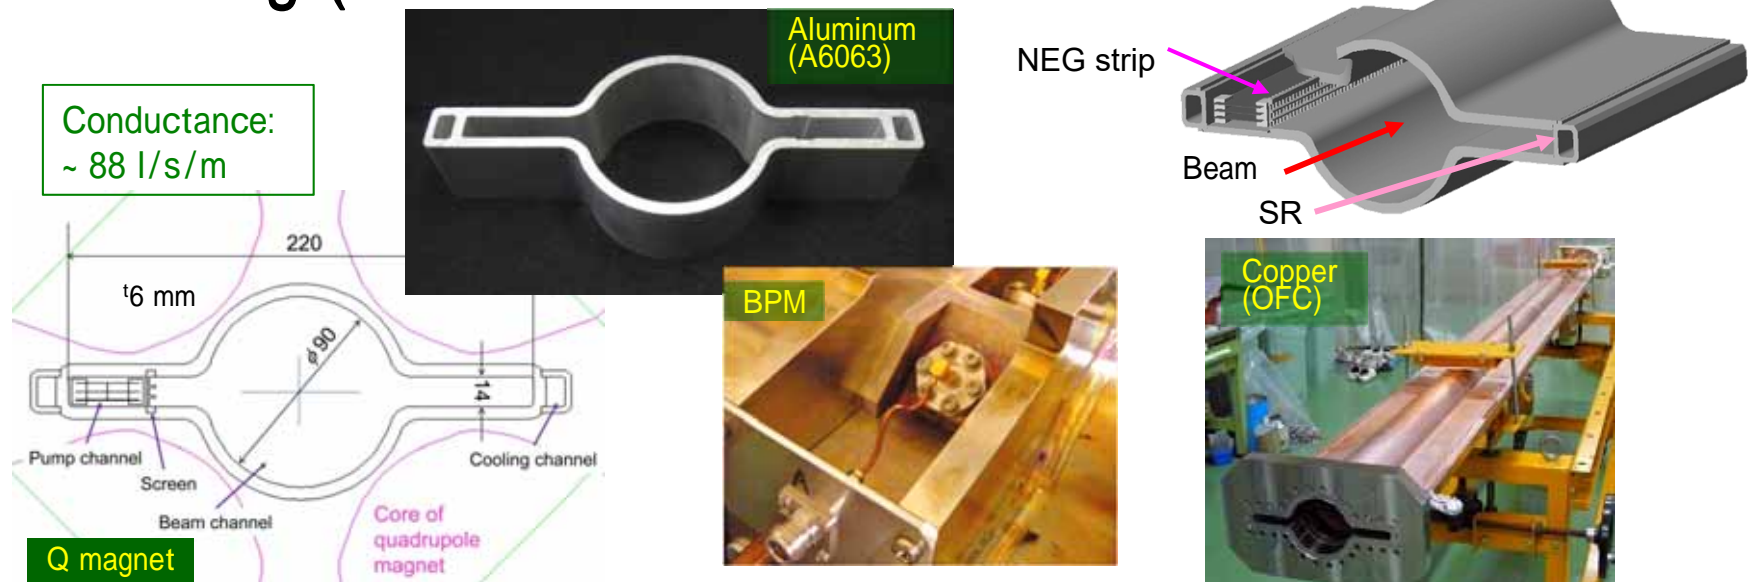 Aluminum
(A6063)
NEG strip
Conductance:
~ 88 l/s/m
Beam
SR
220
t6 mm
BPM
Copper
(OFC)
ϕ90
14
Pump channel
Cooling channel
Screen
Beam channel
Core of
quadrupole
magnet
Q magnet